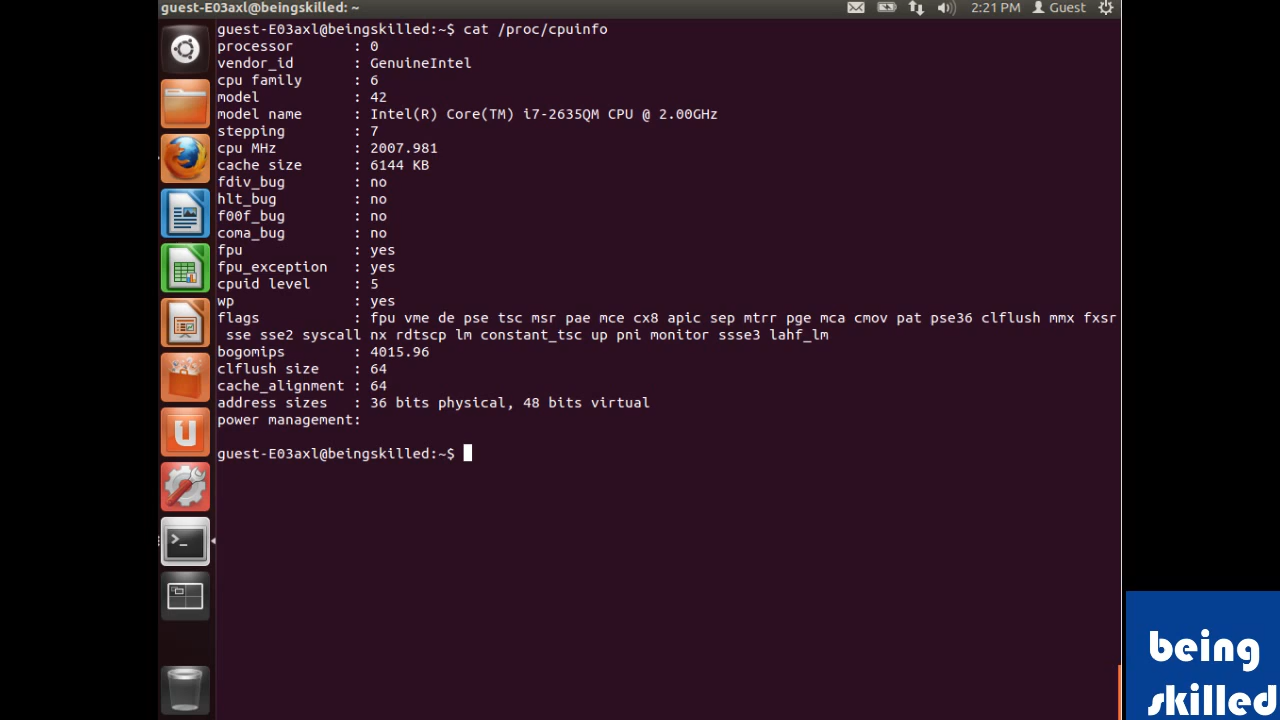 guest-E03axl@beingskilled: ~ 2:21 PM Guest
guest-E03axl@beingskilled:~$ cat /proc/cpuinfo
processor : 0
vendor_id : GenuineIntel
cpu family : 6
model : 42
model name : Intel(R) Core(TM) i7-2635QM CPU @ 2.00GHz
stepping : 7
cpu MHz : 2007.981
cache size : 6144 KB
fdiv_bug : no
hlt_bug : no
f00f_bug : no
coma_bug : no
fpu : yes
fpu_exception : yes
cpuid level : 5
wp : yes
flags : fpu vme de pse tsc msr pae mce cx8 apic sep mtrr pge mca cmov pat pse36 clflush mmx fxsr
sse sse2 syscall nx rdtscp lm constant_tsc up pni monitor ssse3 lahf_lm
bogomips : 4015.96
clflush size : 64
cache_alignment : 64
address sizes : 36 bits physical, 48 bits virtual
power management:
guest-E03axl@beingskilled:~$
being
skilled